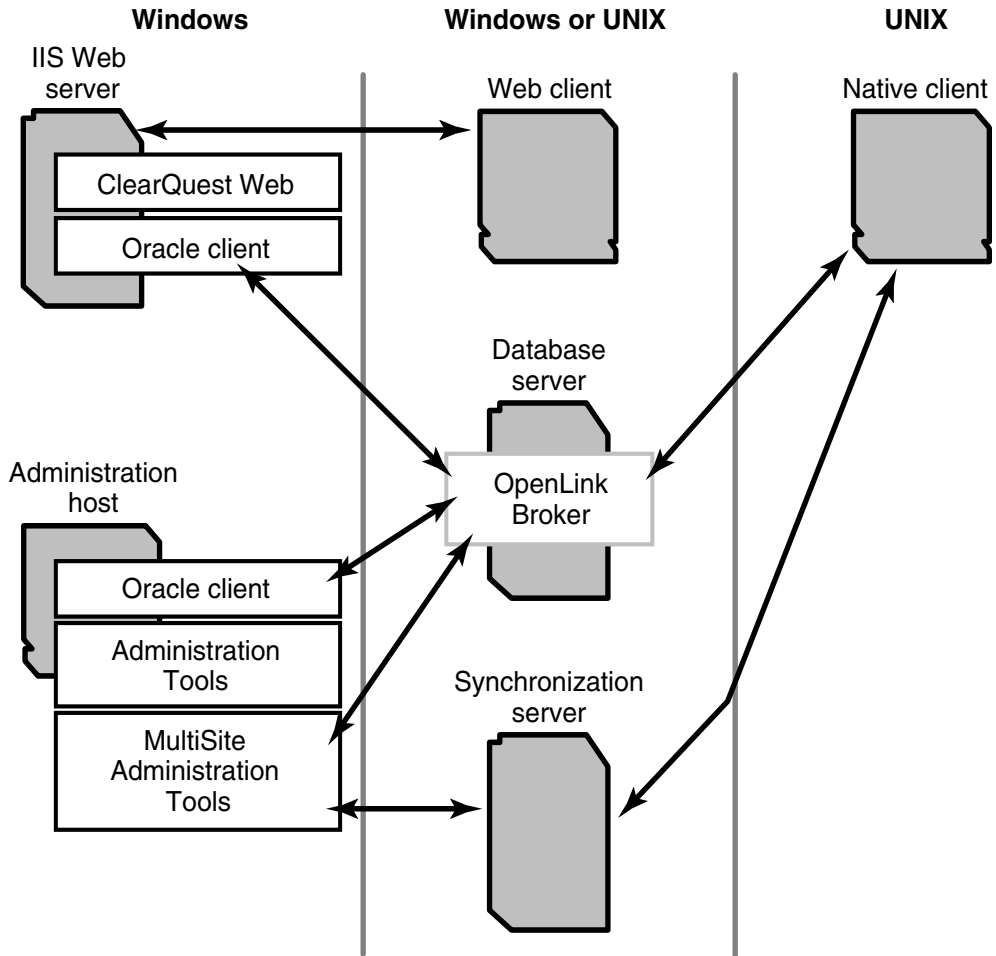 Windows
Windows or UNIX
UNIX
IIS Web
server
Web client
Native client
ClearQuest Web
Oracle client
Database
server
OpenLink
Broker
Administration
host
Oracle client
Administration
Tools
MultiSite
Administration
Tools
Synchronization
server